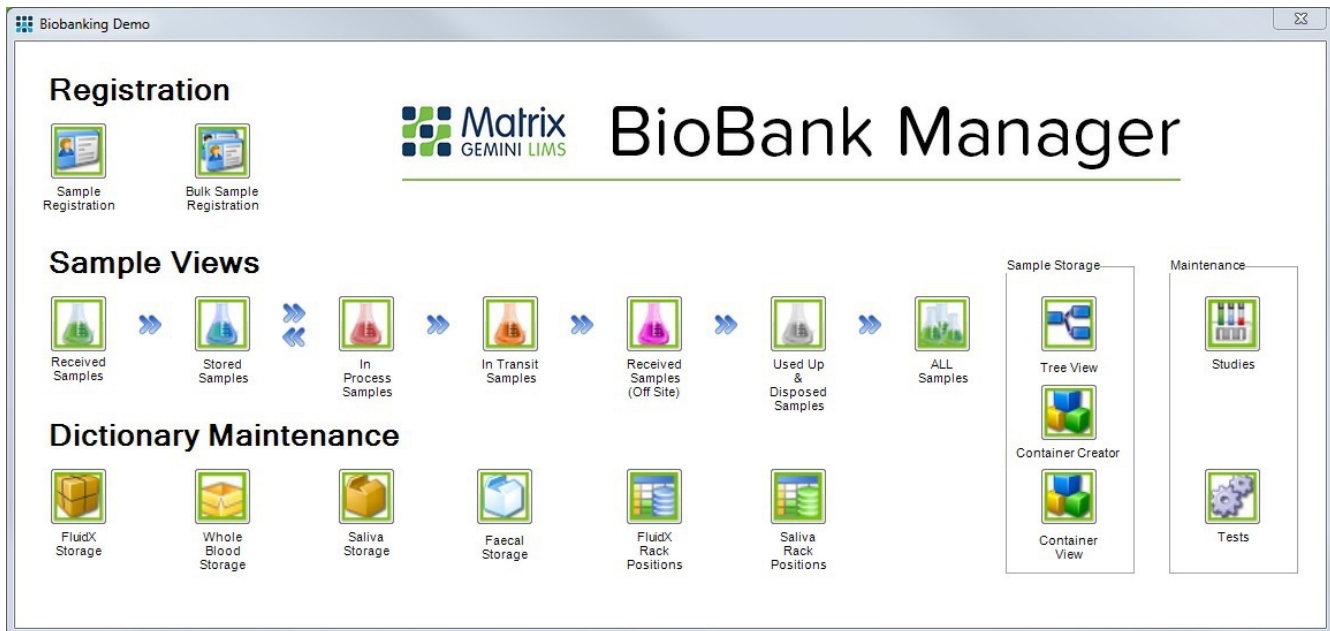 Biobanking Demo
Registration
Matrix
GEMINI LIMS
BioBank Manager
Sample
Registration
Bulk Sample
Registration
Sample Views
Received
Samples
Stored
Samples
In
Process
Samples
In Transit
Samples
Received
Samples
(Off Site)
Used Up
&
Disposed
Samples
ALL
Samples
Sample Storage
Tree View
Container Creator
Container
View
Maintenance
Studies
Tests
Dictionary Maintenance
FluidX
Storage
Whole
Blood
Storage
Saliva
Storage
Faecal
Storage
FluidX
Rack
Positions
Saliva
Rack
Positions